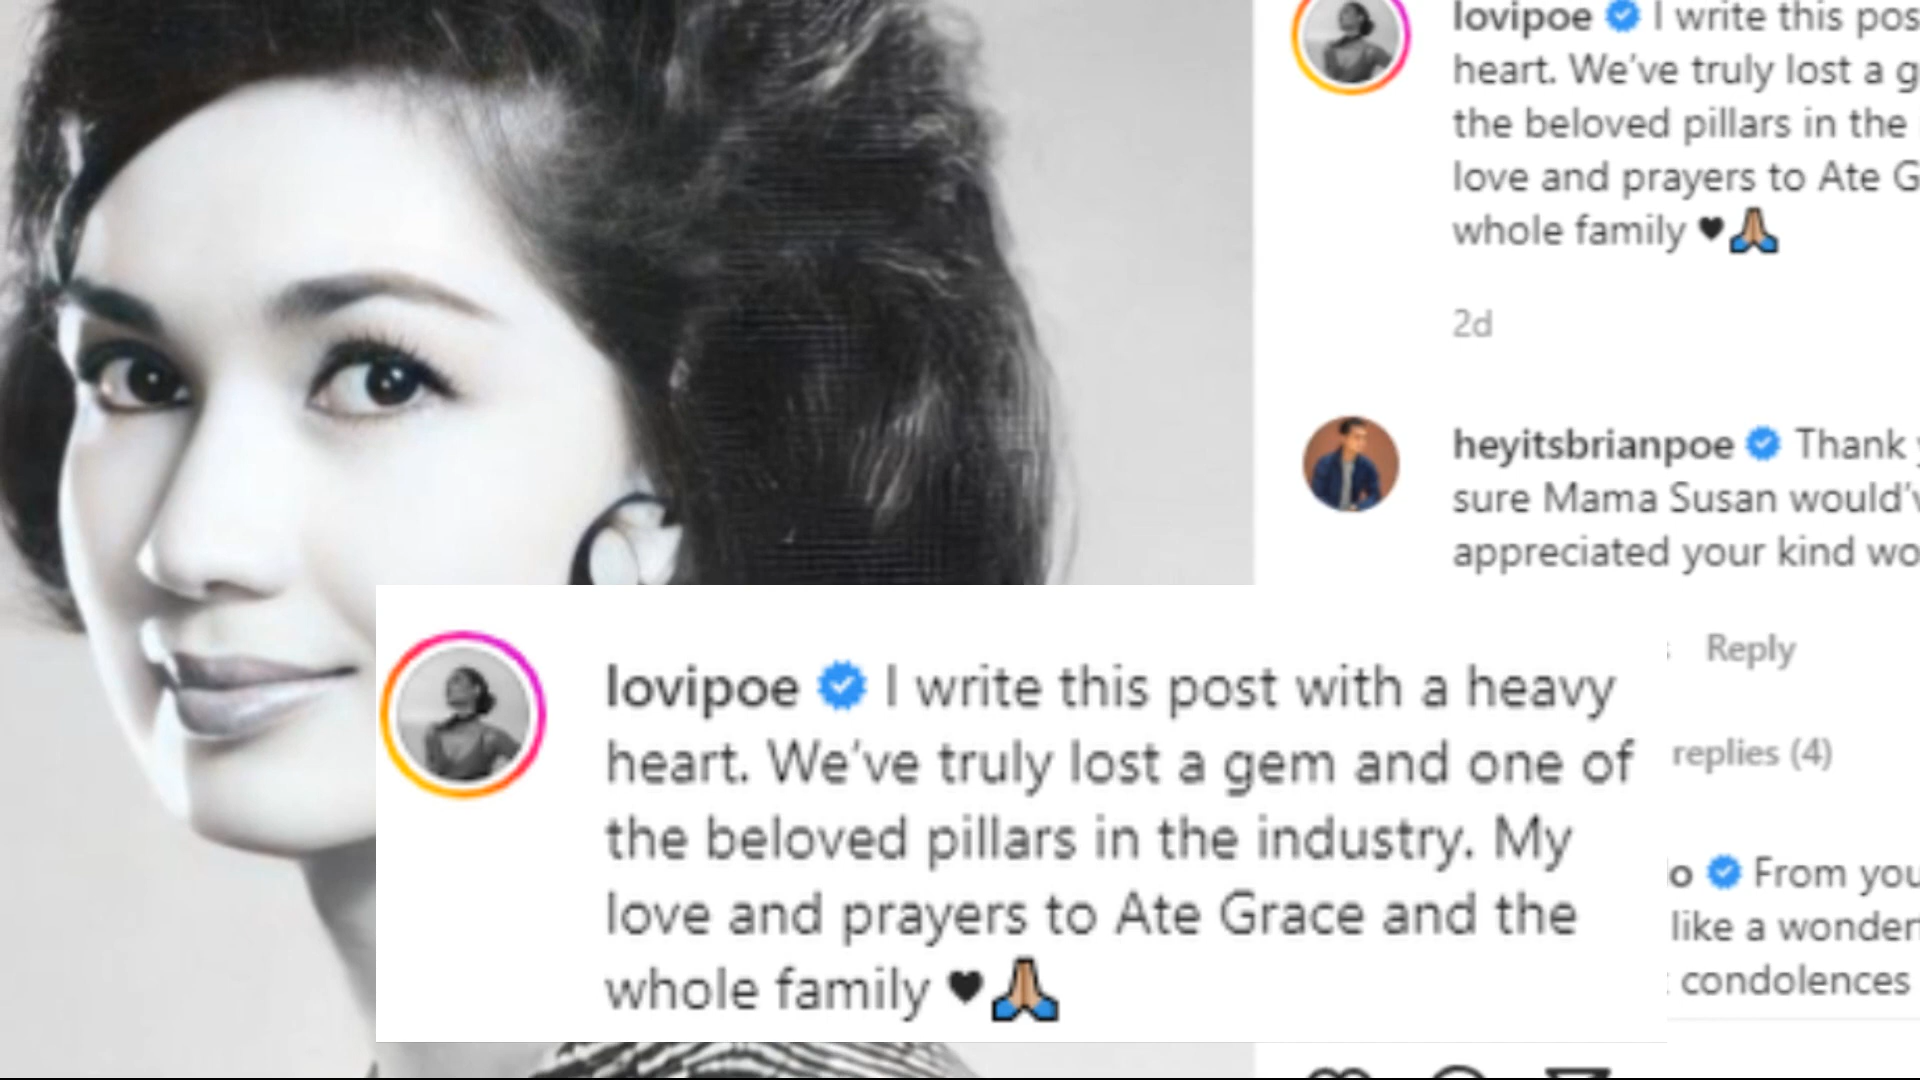 lovipoe I write this pos
heart. We've truly lost a g
the beloved pillars in the
love and prayers to Ate G
whole family ♥🙏
2d
heyitsbrianpoe Thank y
sure Mama Susan would'v
appreciated your kind wo
Reply
replies (4)
o From you
like a wonder
condolences
lovipoe I write this post with a heavy
heart. We've truly lost a gem and one of
the beloved pillars in the industry. My
love and prayers to Ate Grace and the
whole family ♥🙏